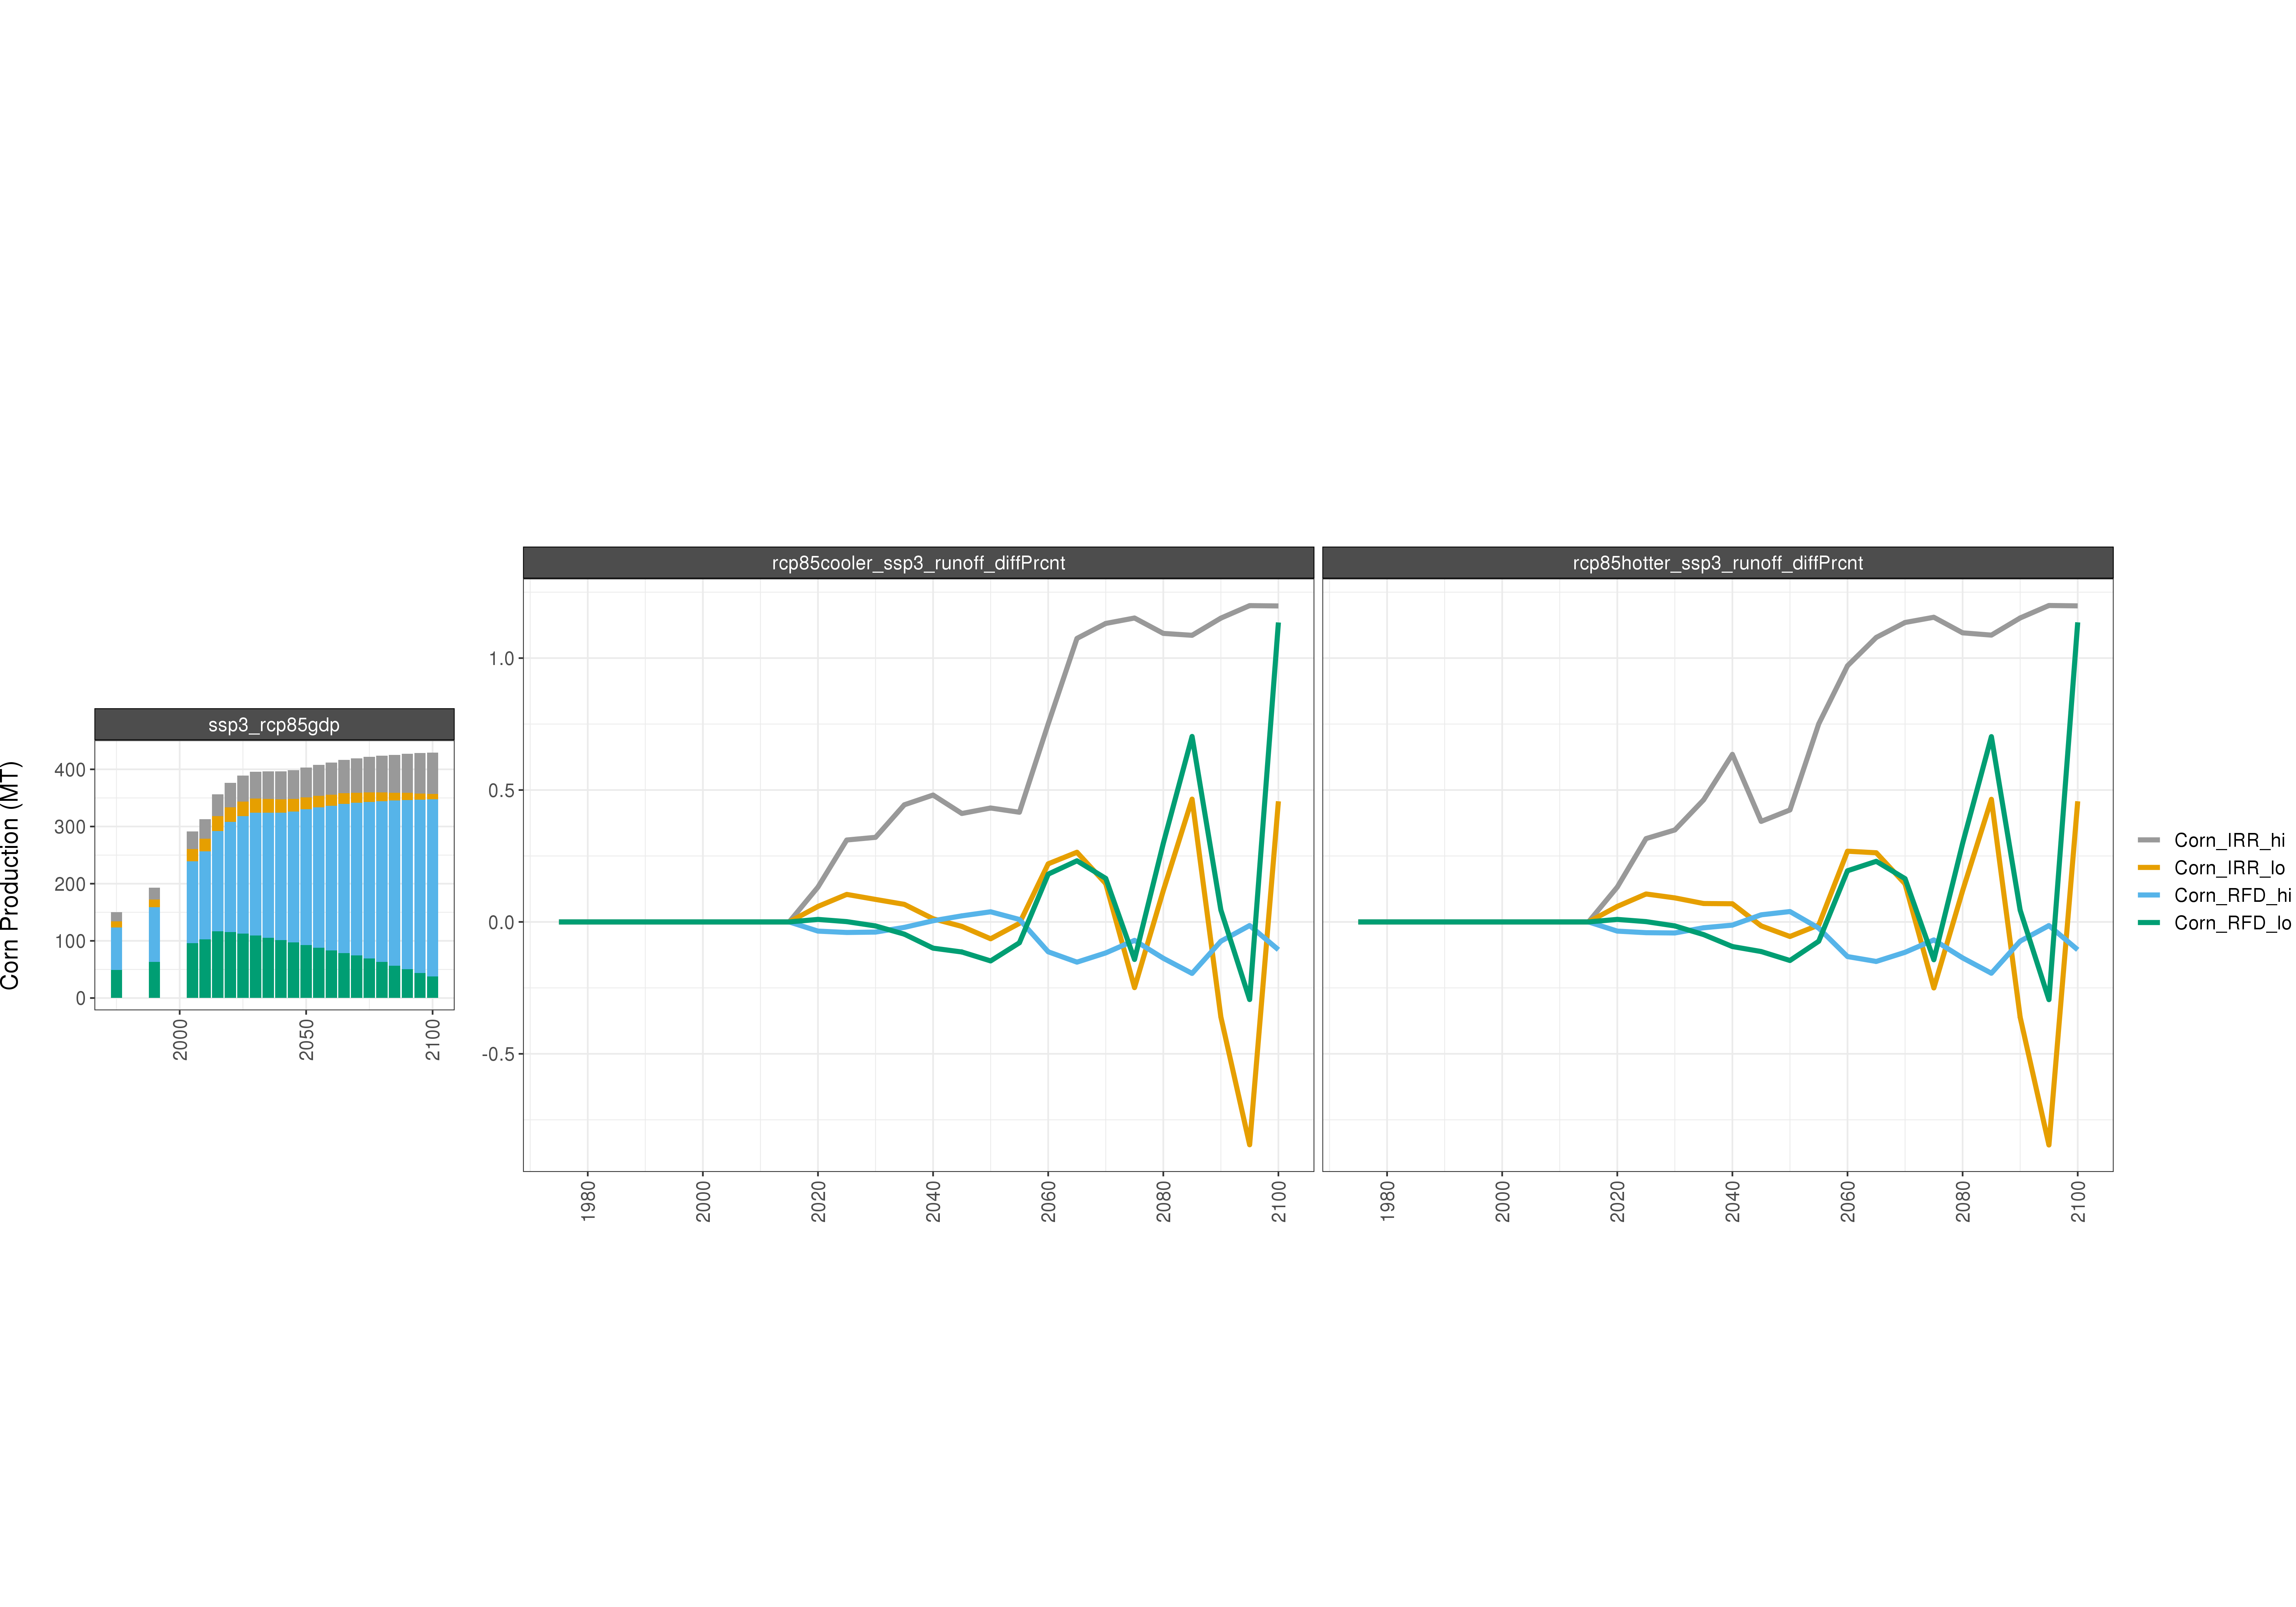 Corn Production (MT)
ssp3_rcp85gdp
400
300
200
100
0
2000 2050 2100
rcp85cooler_ssp3_runoff_diffPrcnt
rcp85hotter_ssp3_runoff_diffPrcnt
1.0
0.5
0.0
-0.5
1980 2000 2020 2040 2060 2080 2100
1980 2000 2020 2040 2060 2080 2100
Corn_IRR_hi
Corn_IRR_lo
Corn_RFD_hi
Corn_RFD_lo